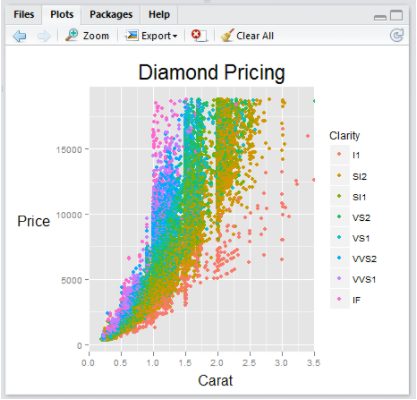 Files Plots Packages Help
Zoom Export Clear All
Diamond Pricing
Price
15000
10000
5000
0
0.0 0.5 1.0 1.5 2.0 2.5 3.0 3.5
Carat
Clarity
I1
SI2
SI1
VS2
VS1
VVS2
VVS1
IF